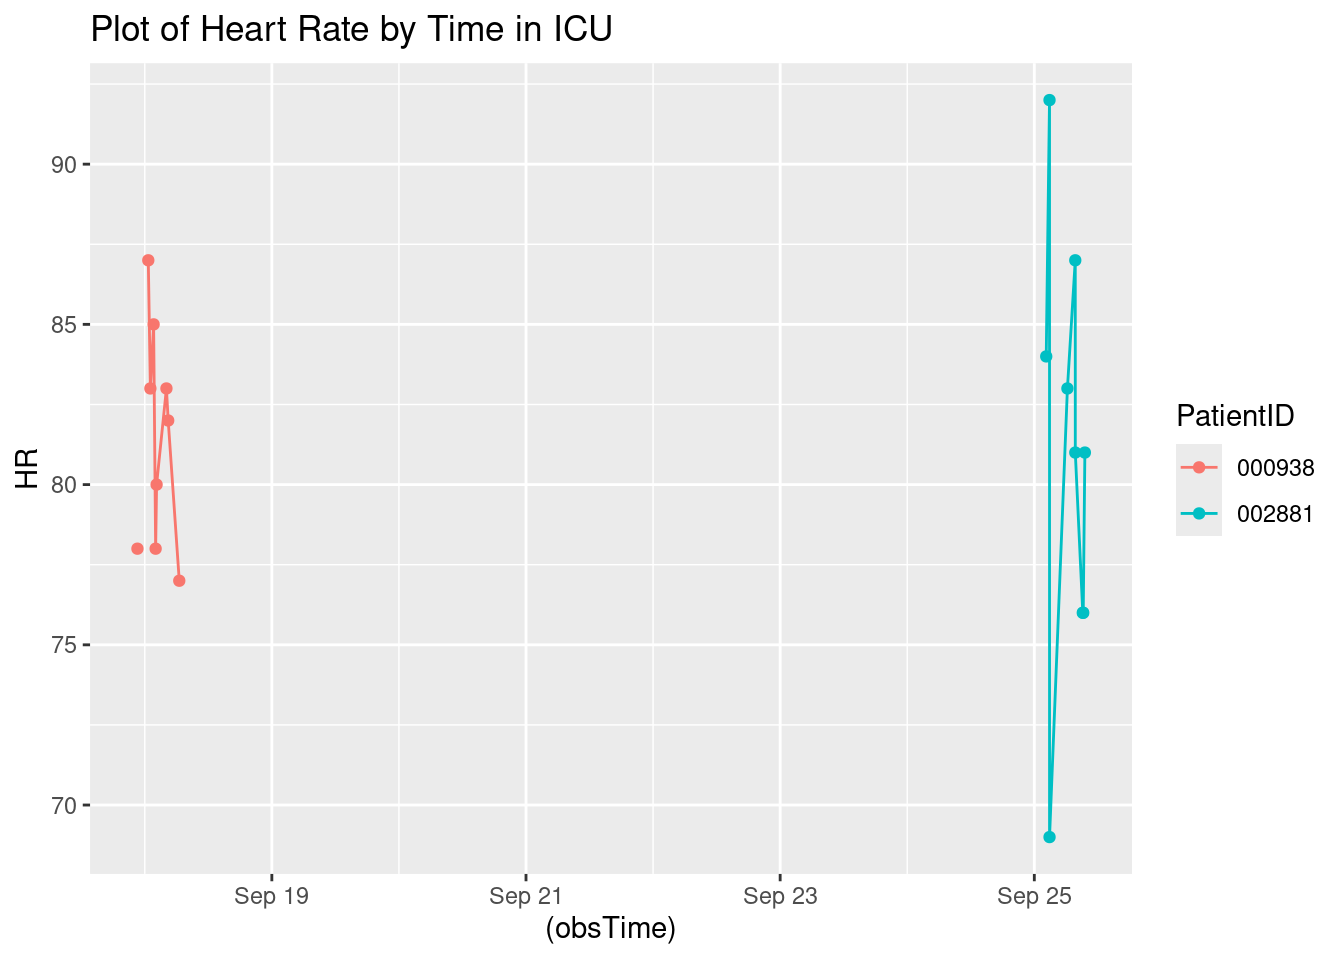 Plot of Heart Rate by Time in ICU
90
85
80
75
70
HR
Sep 19 Sep 21 Sep 23 Sep 25
(obsTime)
PatientID
000938
002881